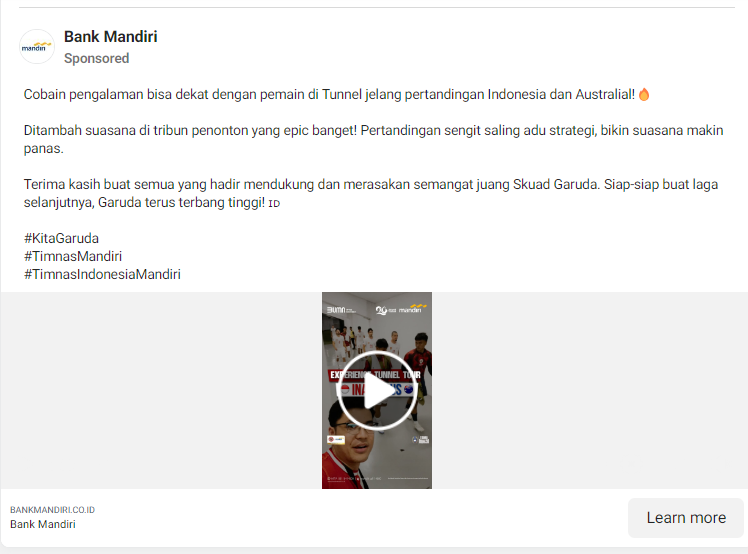 Bank Mandiri
mandiri
Sponsored
Cobain pengalaman bisa dekat dengan pemain di Tunnel jelang pertandingan Indonesia dan Australial!🔥
Ditambah suasana di tribun penonton yang epic banget! Pertandingan sengit saling adu strategi, bikin suasana makin
panas.
Terima kasih buat semua yang hadir mendukung dan merasakan semangat juang Skuad Garuda. Siap-siap buat laga
selanjutnya, Garuda terus terbang tinggi! ID
#KitaGaruda
#TimnasMandiri
#TimnasIndonesiaMandiri
BUMN
mandiri
EXPERIENCE TUNNEL TOUR
BANKMANDIRI.CO.ID
Bank Mandiri
Learn more